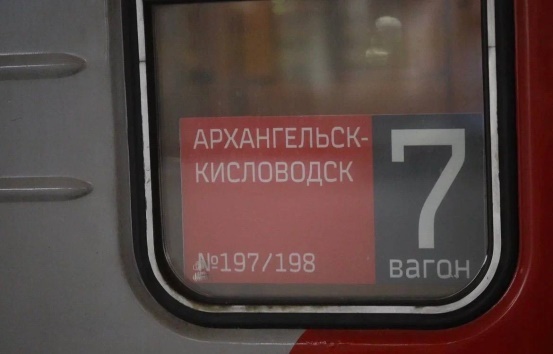 АРХАНГЕЛЬСК-
КИСЛОВОДСК
7
№197/198
вагон